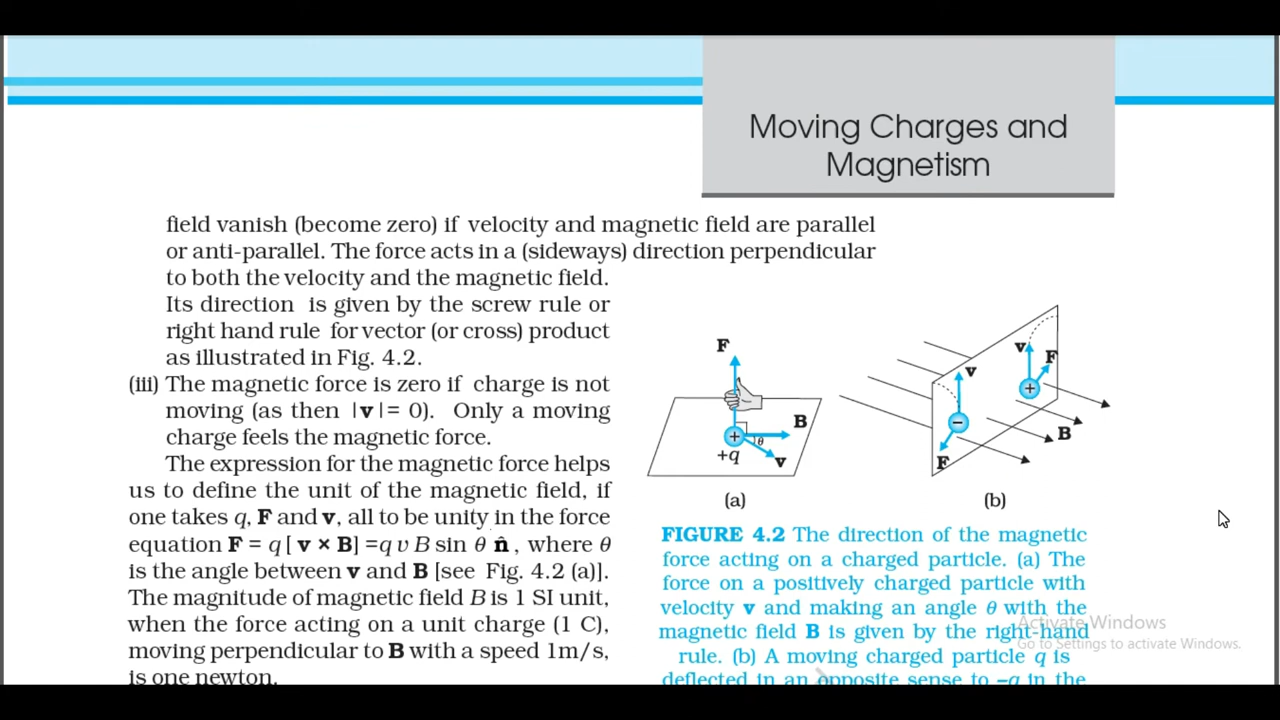 Moving Charges and
Magnetism
field vanish (become zero) if velocity and magnetic field are parallel
or anti-parallel. The force acts in a (sideways) direction perpendicular
to both the velocity and the magnetic field.
Its direction is given by the screw rule or
right hand rule for vector (or cross) product
as illustrated in Fig. 4.2.
(iii) The magnetic force is zero if charge is not
moving (as then |v|= 0). Only a moving
charge feels the magnetic force.
The expression for the magnetic force helps
us to define the unit of the magnetic field, if
one takes q, F and v, all to be unity in the force
equation F = q [ v × B] =q v B sin θ n̂ , where θ
is the angle between v and B [see Fig. 4.2 (a)].
The magnitude of magnetic field B is 1 SI unit,
when the force acting on a unit charge (1 C),
moving perpendicular to B with a speed 1m/s,
is one newton.
F
B
+
θ
+q
v
(a)
v
F
+
v
−
F
B
(b)
FIGURE 4.2 The direction of the magnetic
force acting on a charged particle. (a) The
force on a positively charged particle with
velocity v and making an angle θ with the
magnetic field B is given by the right-hand
rule. (b) A moving charged particle q is
deflected in an opposite sense to –q in the
Activate Windows
Go to Settings to activate Windows.